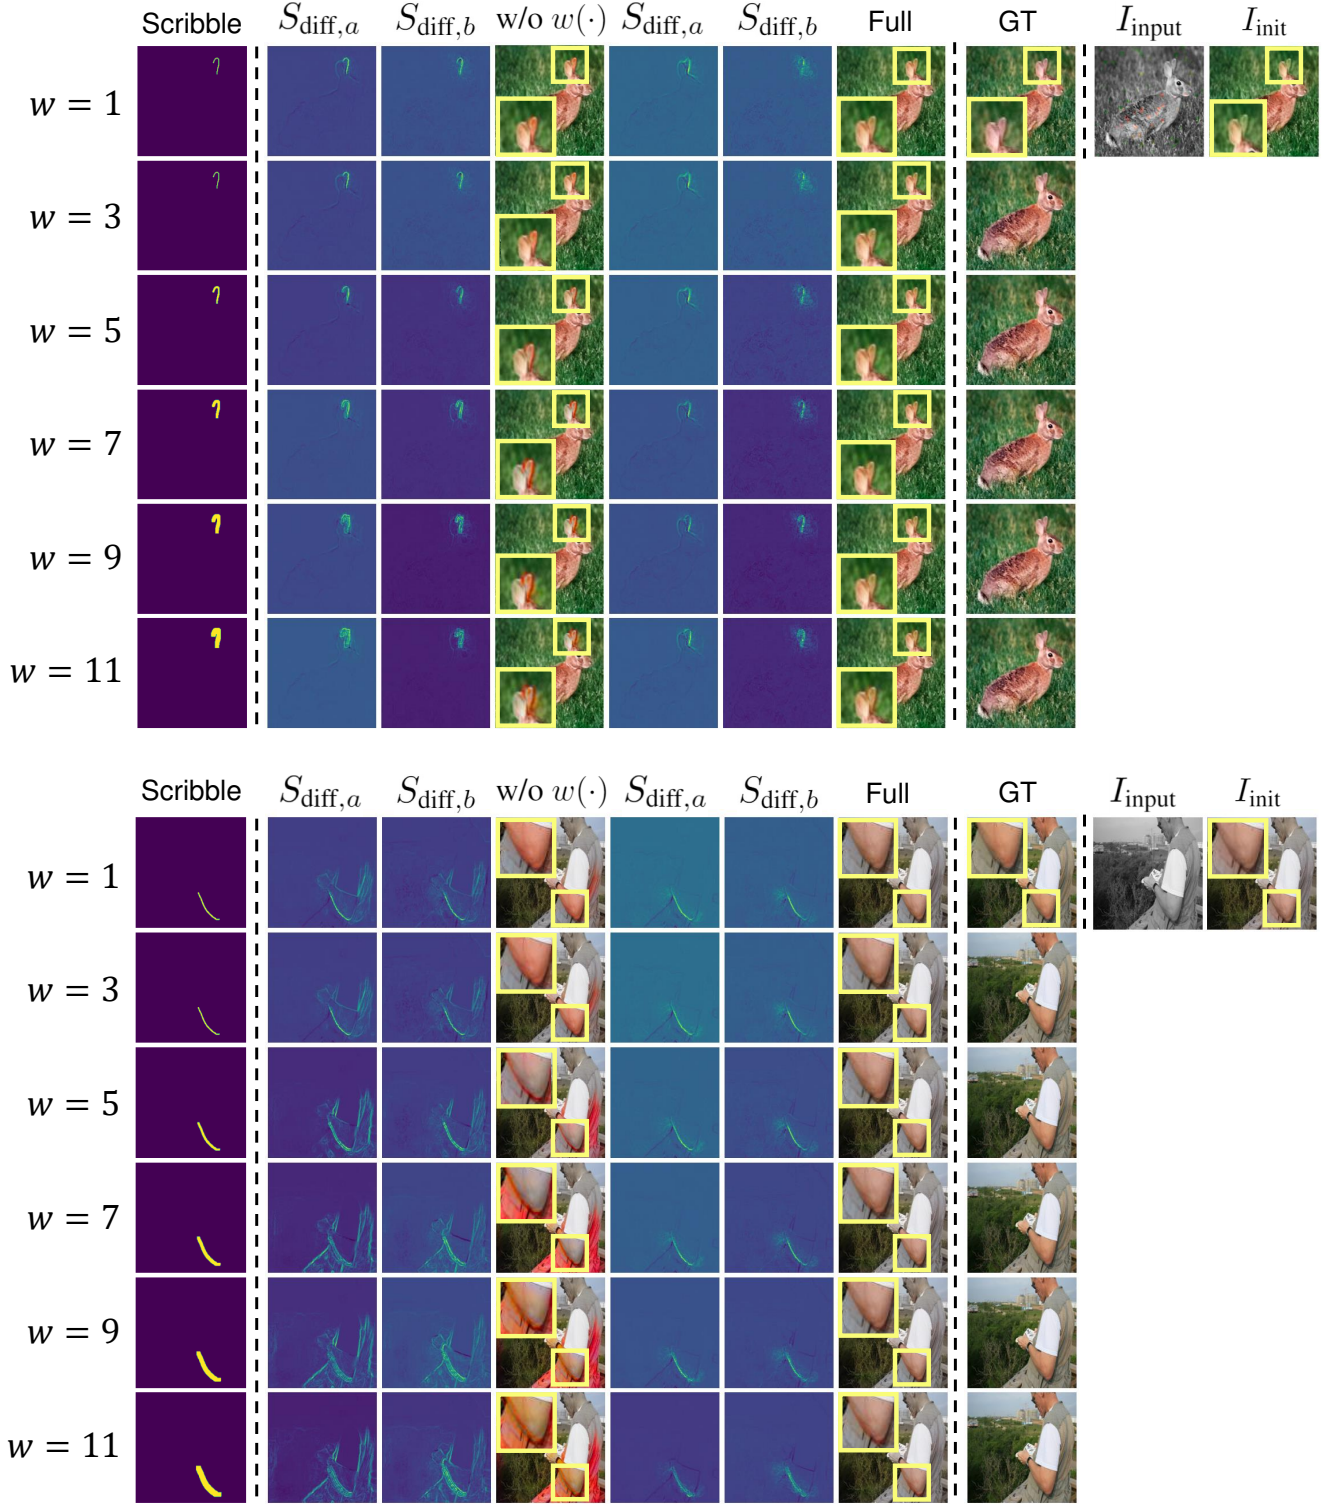 Scribble S_diff,a S_diff,b w/o w(·) S_diff,a S_diff,b Full GT I_input I_init
w = 1
w = 3
w = 5
w = 7
w = 9
w = 11
Scribble S_diff,a S_diff,b w/o w(·) S_diff,a S_diff,b Full GT I_input I_init
w = 1
w = 3
w = 5
w = 7
w = 9
w = 11